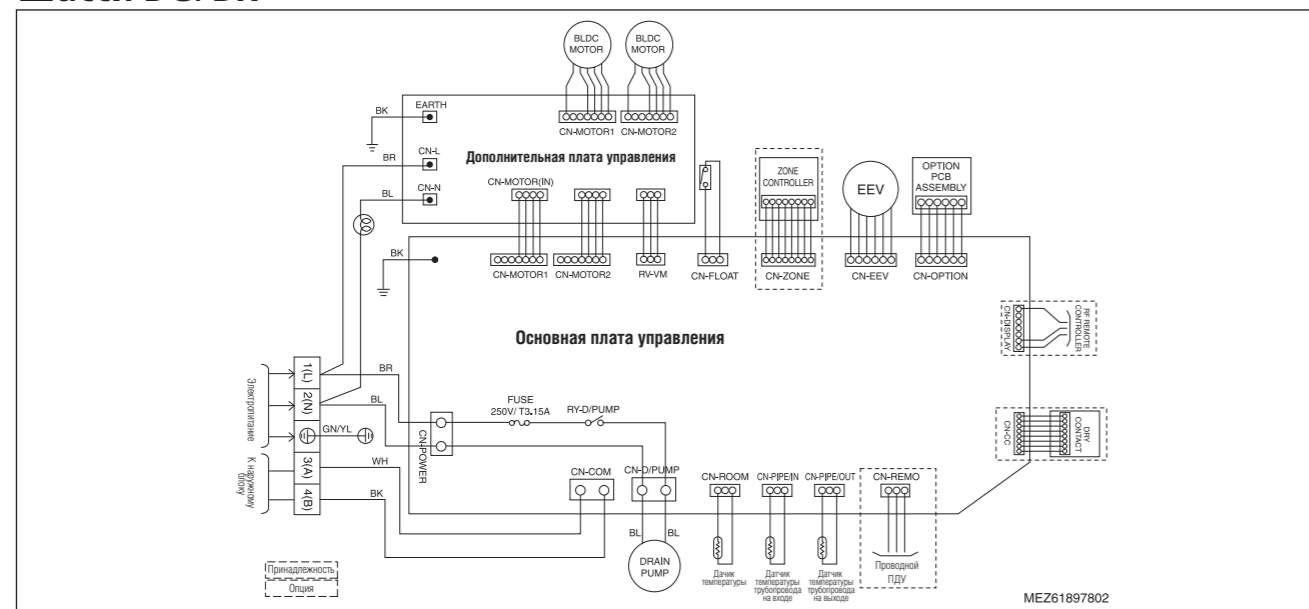 BLDC
MOTOR
BLDC
MOTOR
EARTH
BK
CN-MOTOR1
CN-MOTOR2
CN-L
BR
Дополнительная плата управления
CN-N
BL
CN-MOTOR(IN)
ZONE
CONTROLLER
EEV
OPTION
PCB
ASSEMBLY
BK
CN-MOTOR1
CN-MOTOR2
RV-VM
CN-FLOAT
CN-ZONE
CN-EEV
CN-OPTION
CN-DISPLAY
RF REMOTE
CONTROLLER
Основная плата управления
Электропитание
1(L)
BR
2(N)
BL
FUSE
250V/ T3.15A
RY-D/PUMP
CN-POWER
GN/YL
CN-CC
DRY
CONTACT
К наружному
блоку
3(A)
WH
4(B)
BK
CN-COM
CN-D/PUMP
CN-ROOM
CN-PIPE/IN
CN-PIPE/OUT
CN-REMO
BL
BL
DRAIN
PUMP
Дачик
температуры
Датчик
температуры
трубопровода
на входе
Датчик
температуры
трубопровода
на выходе
Проводной
ПДУ
Принадлежность
Опция
MEZ61897802